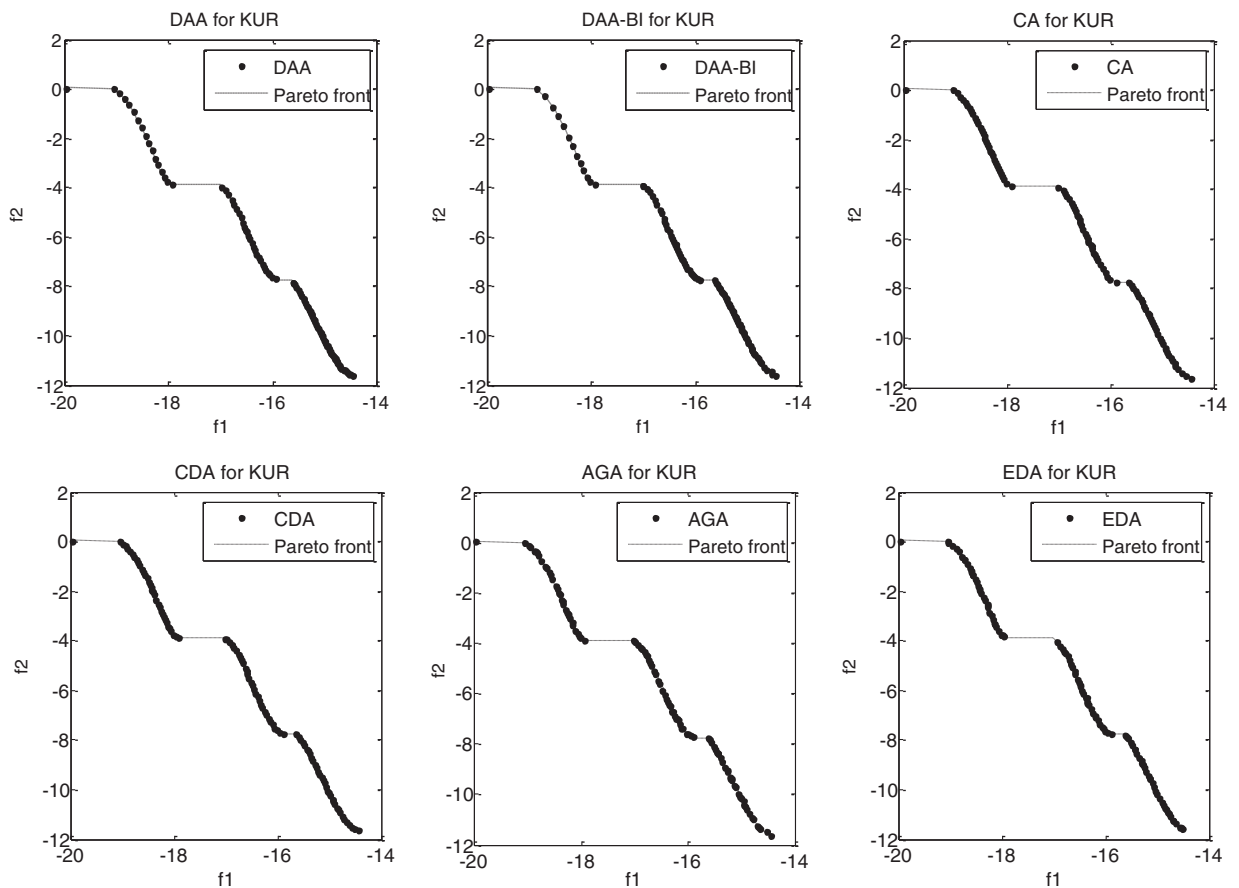 DAA for KUR
2
0
-2
-4
-6
-8
-10
-12
-20
-18
-16
-14
f1
f2
DAA
Pareto front
DAA-BI for KUR
2
0
-2
-4
-6
-8
-10
-12
-20
-18
-16
-14
f1
f2
DAA-BI
Pareto front
CA for KUR
2
0
-2
-4
-6
-8
-10
-12
-20
-18
-16
-14
f1
f2
CA
Pareto front
CDA for KUR
2
0
-2
-4
-6
-8
-10
-12
-20
-18
-16
-14
f1
f2
CDA
Pareto front
AGA for KUR
2
0
-2
-4
-6
-8
-10
-12
-20
-18
-16
-14
f1
f2
AGA
Pareto front
EDA for KUR
2
0
-2
-4
-6
-8
-10
-12
-20
-18
-16
-14
f1
f2
EDA
Pareto front